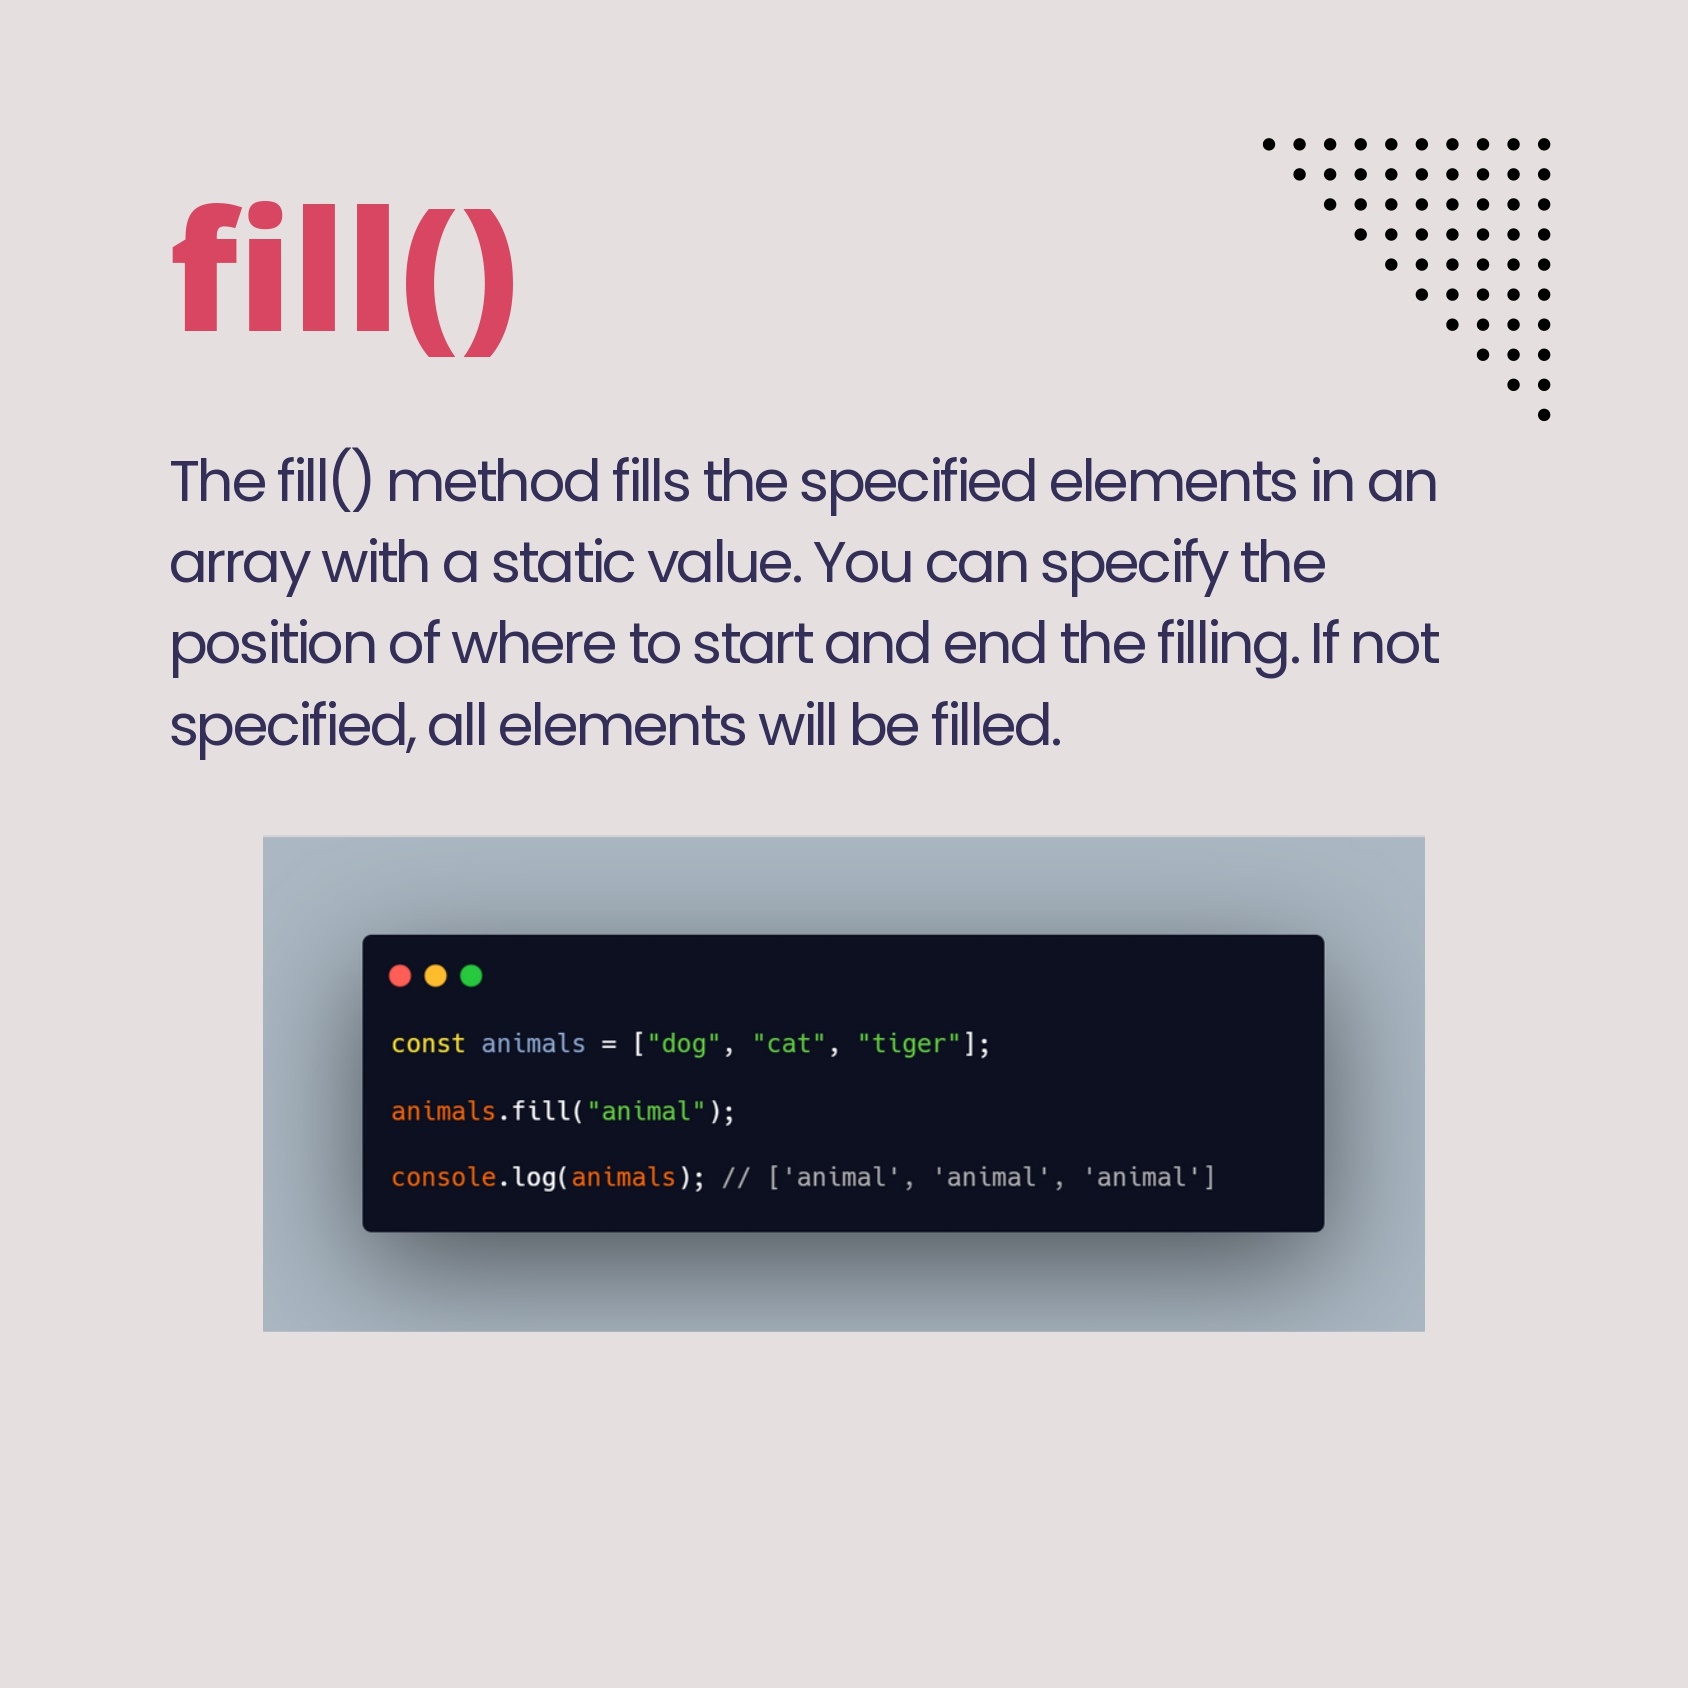 fill()
The fill() method fills the specified elements in an
array with a static value. You can specify the
position of where to start and end the filling. If not
specified, all elements will be filled.
const animals = ["dog", "cat", "tiger"];
animals.fill("animal");
console.log(animals); // ['animal', 'animal', 'animal']